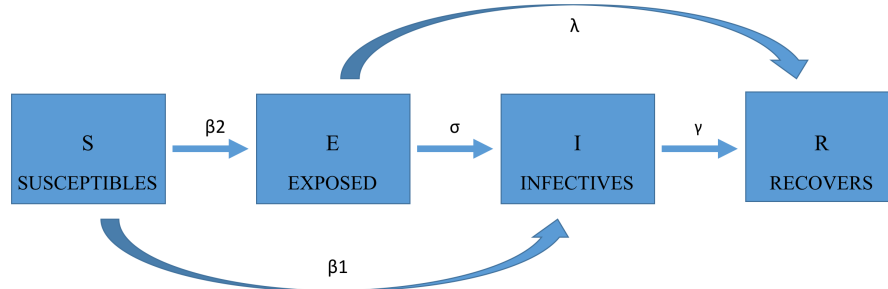 λ
S
SUSCEPTIBLES
β2
E
EXPOSED
σ
I
INFECTIVES
γ
R
RECOVERS
β1